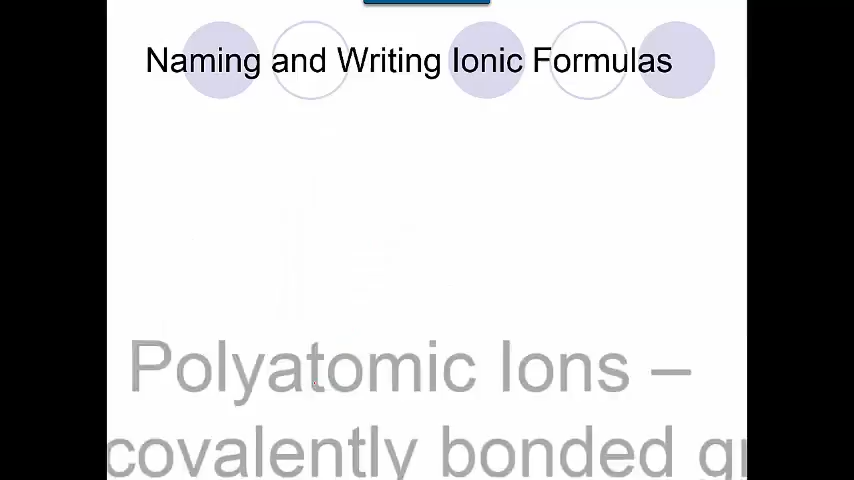 Naming and Writing Ionic Formulas
Polyatomic Ions –
covalently bonded